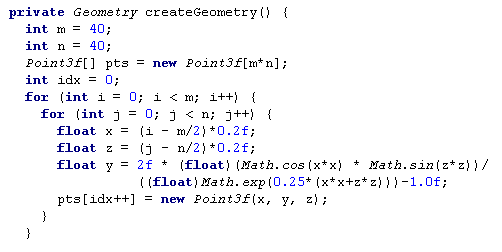 private Geometry createGeometry() {
int m = 40;
int n = 40;
Point3f[] pts = new Point3f[m*n];
int idx = 0;
for (int i = 0; i < m; i++) {
for (int j = 0; j < n; j++) {
float x = (i - m/2)*0.2f;
float z = (j - n/2)*0.2f;
float y = 2f * (float)(Math.cos(x*x) * Math.sin(z*z))/
((float)Math.exp(0.25*(x*x+z*z)))-1.0f;
pts[idx++] = new Point3f(x, y, z);
}
}